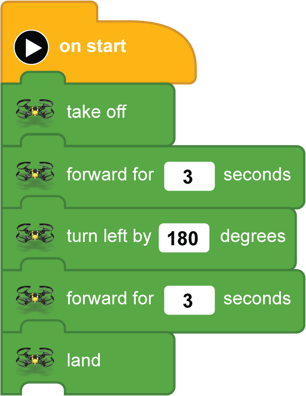 on start
take off
forward for 3 seconds
turn left by 180 degrees
forward for 3 seconds
land